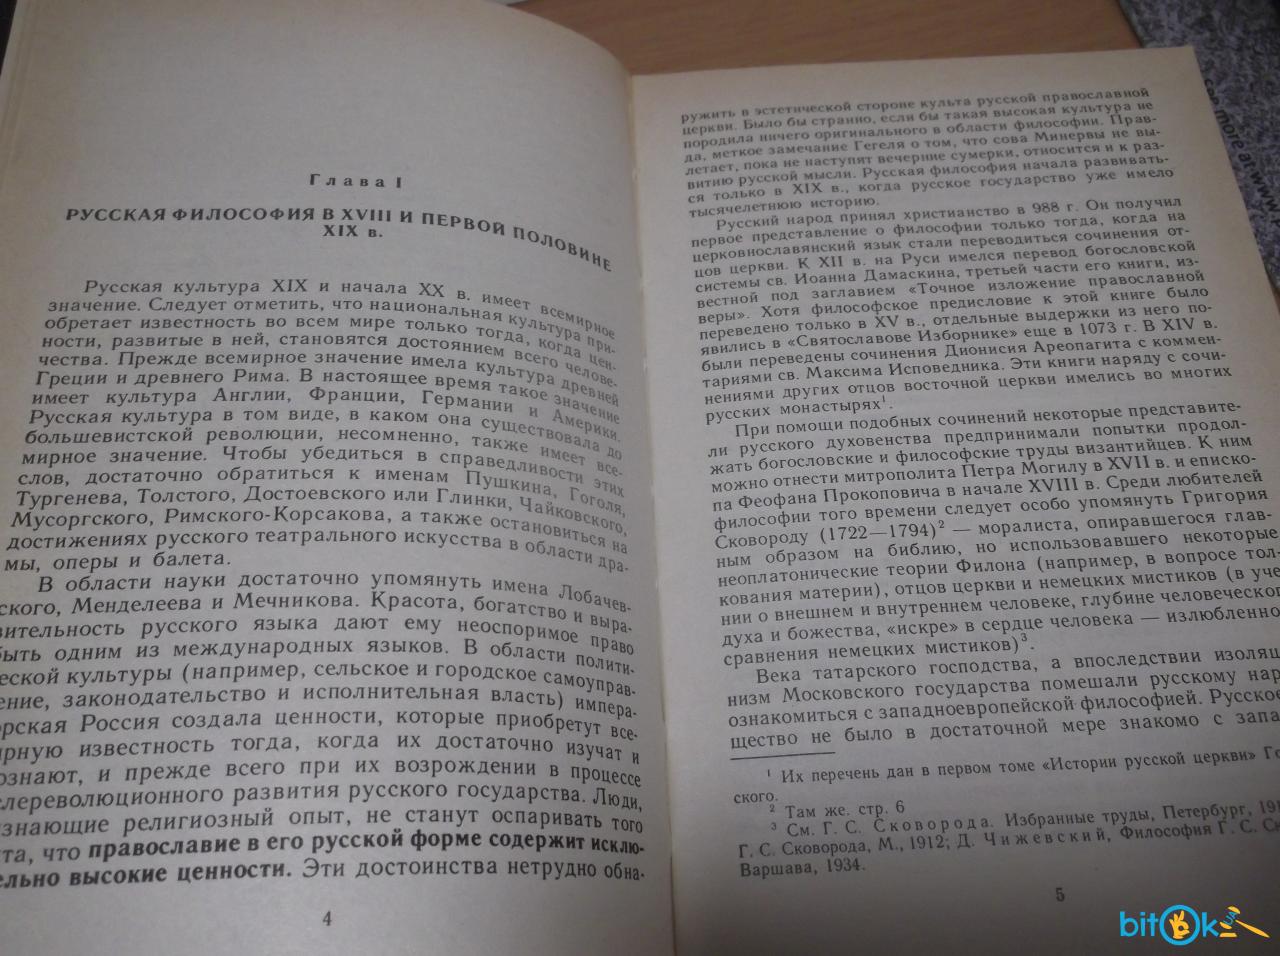 Глава I
РУССКАЯ ФИЛОСОФИЯ В XVIII И ПЕРВОЙ ПОЛОВИНЕ
XIX в.
Русская культура XIX и начала XX в. имеет всемирное
значение. Следует отметить, что национальная культура при-
обретает известность во всем мире только тогда, когда цен-
ности, развитые в ней, становятся достоянием всего челове-
чества. Прежде всемирное значение имела культура древней
Греции и древнего Рима. В настоящее время такое значение
имеет культура Англии, Франции, Германии и Америки.
Русская культура в том виде, в каком она существовала до
большевистской революции, несомненно, также имеет все-
мирное значение. Чтобы убедиться в справедливости этих
слов, достаточно обратиться к именам Пушкина, Гоголя,
Тургенева, Толстого, Достоевского или Глинки, Чайковского,
Мусоргского, Римского-Корсакова, а также остановиться на
достижениях русского театрального искусства в области дра-
мы, оперы и балета.
В области науки достаточно упомянуть имена Лобачев-
ского, Менделеева и Мечникова. Красота, богатство и выра-
зительность русского языка дают ему неоспоримое право
быть одним из международных языков. В области полити-
еской культуры (например, сельское и городское самоуправ-
ение, законодательство и исполнительная власть) импера-
орская Россия создала ценности, которые приобретут все-
ирную известность тогда, когда их достаточно изучат и
ознают, и прежде всего при их возрождении в процессе
слереволюционного развития русского государства. Люди,
изнающие религиозный опыт, не станут оспаривать того
та, что православие в его русской форме содержит исклю-
ельно высокие ценности. Эти достоинства нетрудно обна-
4
ружить в эстетической стороне культа русской православной
церкви. Было бы странно, если бы такая высокая культура не
породила ничего оригинального в области философии. Прав-
да, меткое замечание Гегеля о том, что сова Минервы не вы-
летает, пока не наступят вечерние сумерки, относится и к раз-
витию русской мысли. Русская философия начала развивать-
ся только в XIX в., когда русское государство уже имело
тысячелетнюю историю.
Русский народ принял христианство в 988 г. Он получил
первое представление о философии только тогда, когда на
церковнославянский язык стали переводиться сочинения от-
цов церкви. К XII в. на Руси имелся перевод богословской
системы св. Иоанна Дамаскина, третьей части его книги, из-
вестной под заглавием «Точное изложение православной
веры». Хотя философское предисловие к этой книге было
переведено только в XV в., отдельные выдержки из него по-
явились в «Святославове Изборнике» еще в 1073 г. В XIV в.
были переведены сочинения Дионисия Ареопагита с коммен-
тариями св. Максима Исповедника. Эти книги наряду с сочи-
нениями других отцов восточной церкви имелись во многих
русских монастырях¹.
При помощи подобных сочинений некоторые представите-
ли русского духовенства предпринимали попытки продол-
жать богословские и философские труды византийцев. К ним
можно отнести митрополита Петра Могилу в XVII в. и еписко-
па Феофана Прокоповича в начале XVIII в. Среди любителей
философии того времени следует особо упомянуть Григория
Сковороду (1722—1794)² — моралиста, опиравшегося глав-
ным образом на библию, но использовавшего некоторые
неоплатонические теории Филона (например, в вопросе тол-
кования материи), отцов церкви и немецких мистиков (в уче
нии о внешнем и внутреннем человеке, глубине человеческог
духа и божества, «искре» в сердце человека — излюбленно
сравнения немецких мистиков)³.
Века татарского господства, а впоследствии изоляц
низм Московского государства помешали русскому нар
ознакомиться с западноевропейской философией. Русское
щество не было в достаточной мере знакомо с запа
¹ Их перечень дан в первом томе «Истории русской церкви» Го
ского.
² Там же. стр. 6
³ См. Г. С. Сковорода. Избранные труды, Петербург, 191
Г. С. Сковорода, М., 1912; Д. Чижевский, Философия Г. С. Ск
Варшава, 1934.
5
see more at www.
bitOk.UA